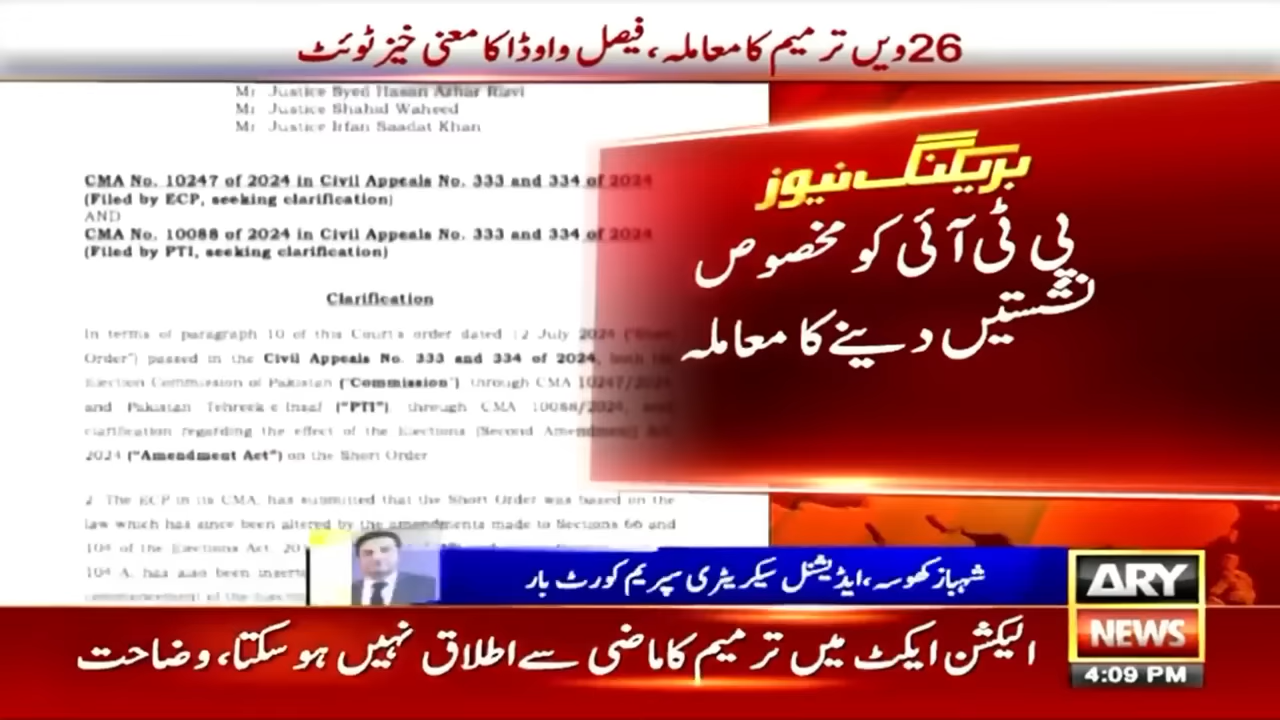 26ویں ترمیم کا معاملہ، فیصل واوڈا کا معنی خیز ٹوئٹ
Mr Justice Syed Hasan Azhar Rizvi
Mr Justice Shahid Waheed
Mr Justice Irfan Saadat Khan
CMA No. 10247 of 2024 in Civil Appeals No. 333 and 334 of 2024
(Filed by ECP, seeking clarification)
AND
CMA No. 10088 of 2024 in Civil Appeals No. 333 and 334 of 2024
(Filed by PTI, seeking clarification)
Clarification
In terms of paragraph 10 of this Court's order dated 12 July 2024 ("Short
Order") passed in the Civil Appeals No. 333 and 334 of 2024, both the
Election Commission of Pakistan ("Commission") through CMA 10247/2024
and Pakistan Tehreek-e-Insaf ("PTI") through CMA 10088/2024,
clarification regarding the effect of the Elections (Second Amendment) Act,
2024 ("Amendment Act") on the Short Order
2 The ECP in its CMA, has submitted that the Short Order was based on the
law which has since been altered by the amendments made to Sections 66 and
104 of the Elections Act, 20
104-A, has also been insert
commencement of the
بریکنگ نیوز
پی ٹی آئی کو مخصوص
نشستیں دینے کا معاملہ
شہباز کھوسہ، ایڈیشنل سیکریٹری سپریم کورٹ بار
ARY
NEWS
4:09 PM
الیکشن ایکٹ میں ترمیم کا ماضی سے اطلاق نہیں ہو سکتا، وضاحت